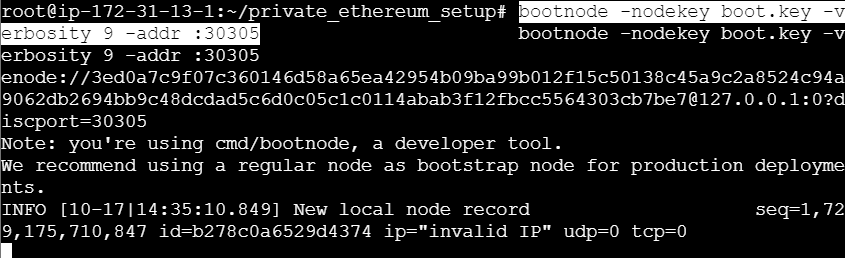 root@ip-172-31-13-1:~/private_ethereum_setup# bootnode -nodekey boot.key -v
erbosity 9 -addr :30305                       bootnode -nodekey boot.key -v
erbosity 9 -addr :30305
enode://3ed0a7c9f07c360146d58a65ea42954b09ba99b012f15c50138c45a9c2a8524c94a
9062db2694bb9c48dcdad5c6d0c05c1c0114abab3f12fbcc5564303cb7be7@127.0.0.1:0?d
iscport=30305
Note: you're using cmd/bootnode, a developer tool.
We recommend using a regular node as bootstrap node for production deployme
nts.
INFO [10-17|14:35:10.849] New local node record                    seq=1,72
9,175,710,847 id=b278c0a6529d4374 ip="invalid IP" udp=0 tcp=0